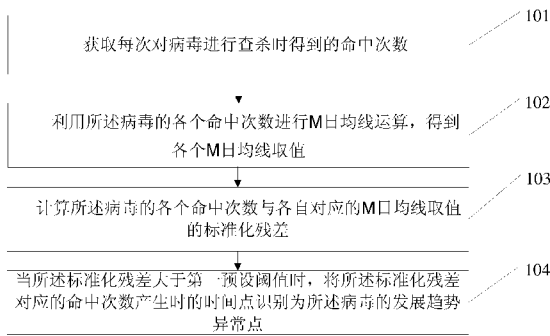 获取每次对病毒进行查杀时得到的命中次数
101
利用所述病毒的各个命中次数进行M日均线运算，得到
各个M日均线取值
102
计算所述病毒的各个命中次数与各自对应的M日均线取值
的标准化残差
103
当所述标准化残差大于第一预设阈值时，将所述标准化残差
对应的命中次数产生时的时间点识别为所述病毒的发展趋势
异常点
104